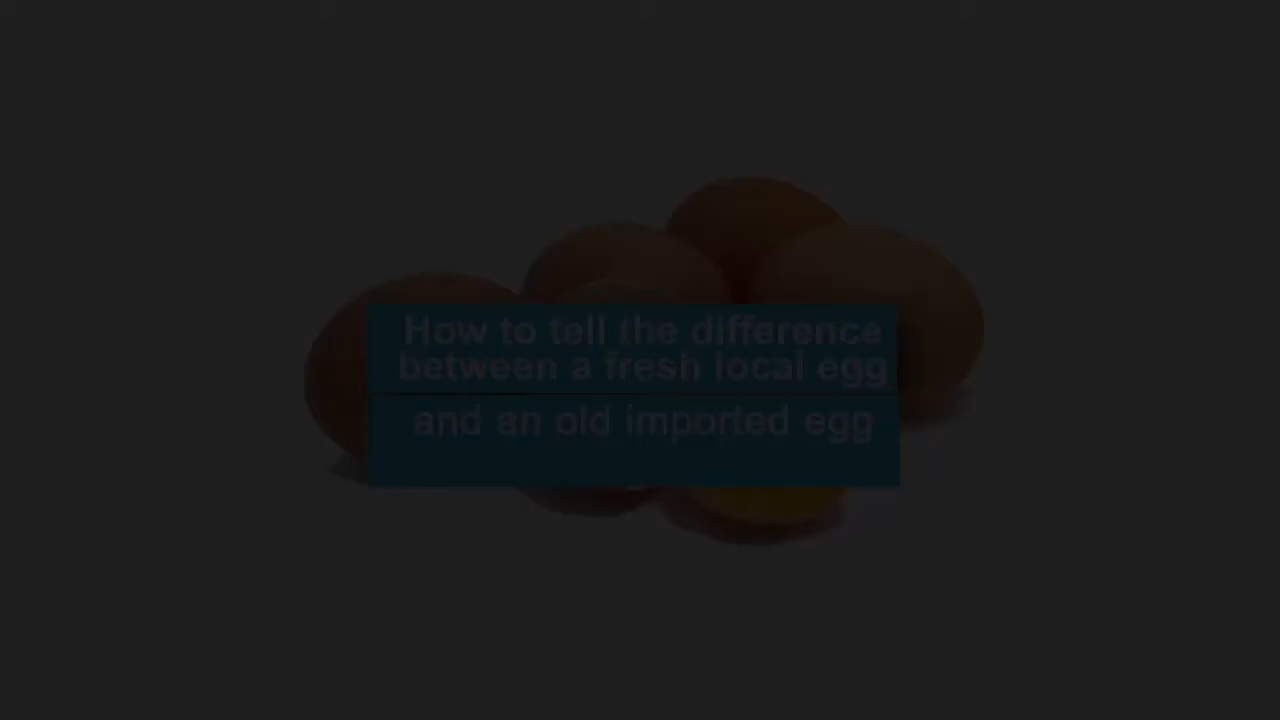 How to tell the difference
between a fresh local egg
and an old imported egg